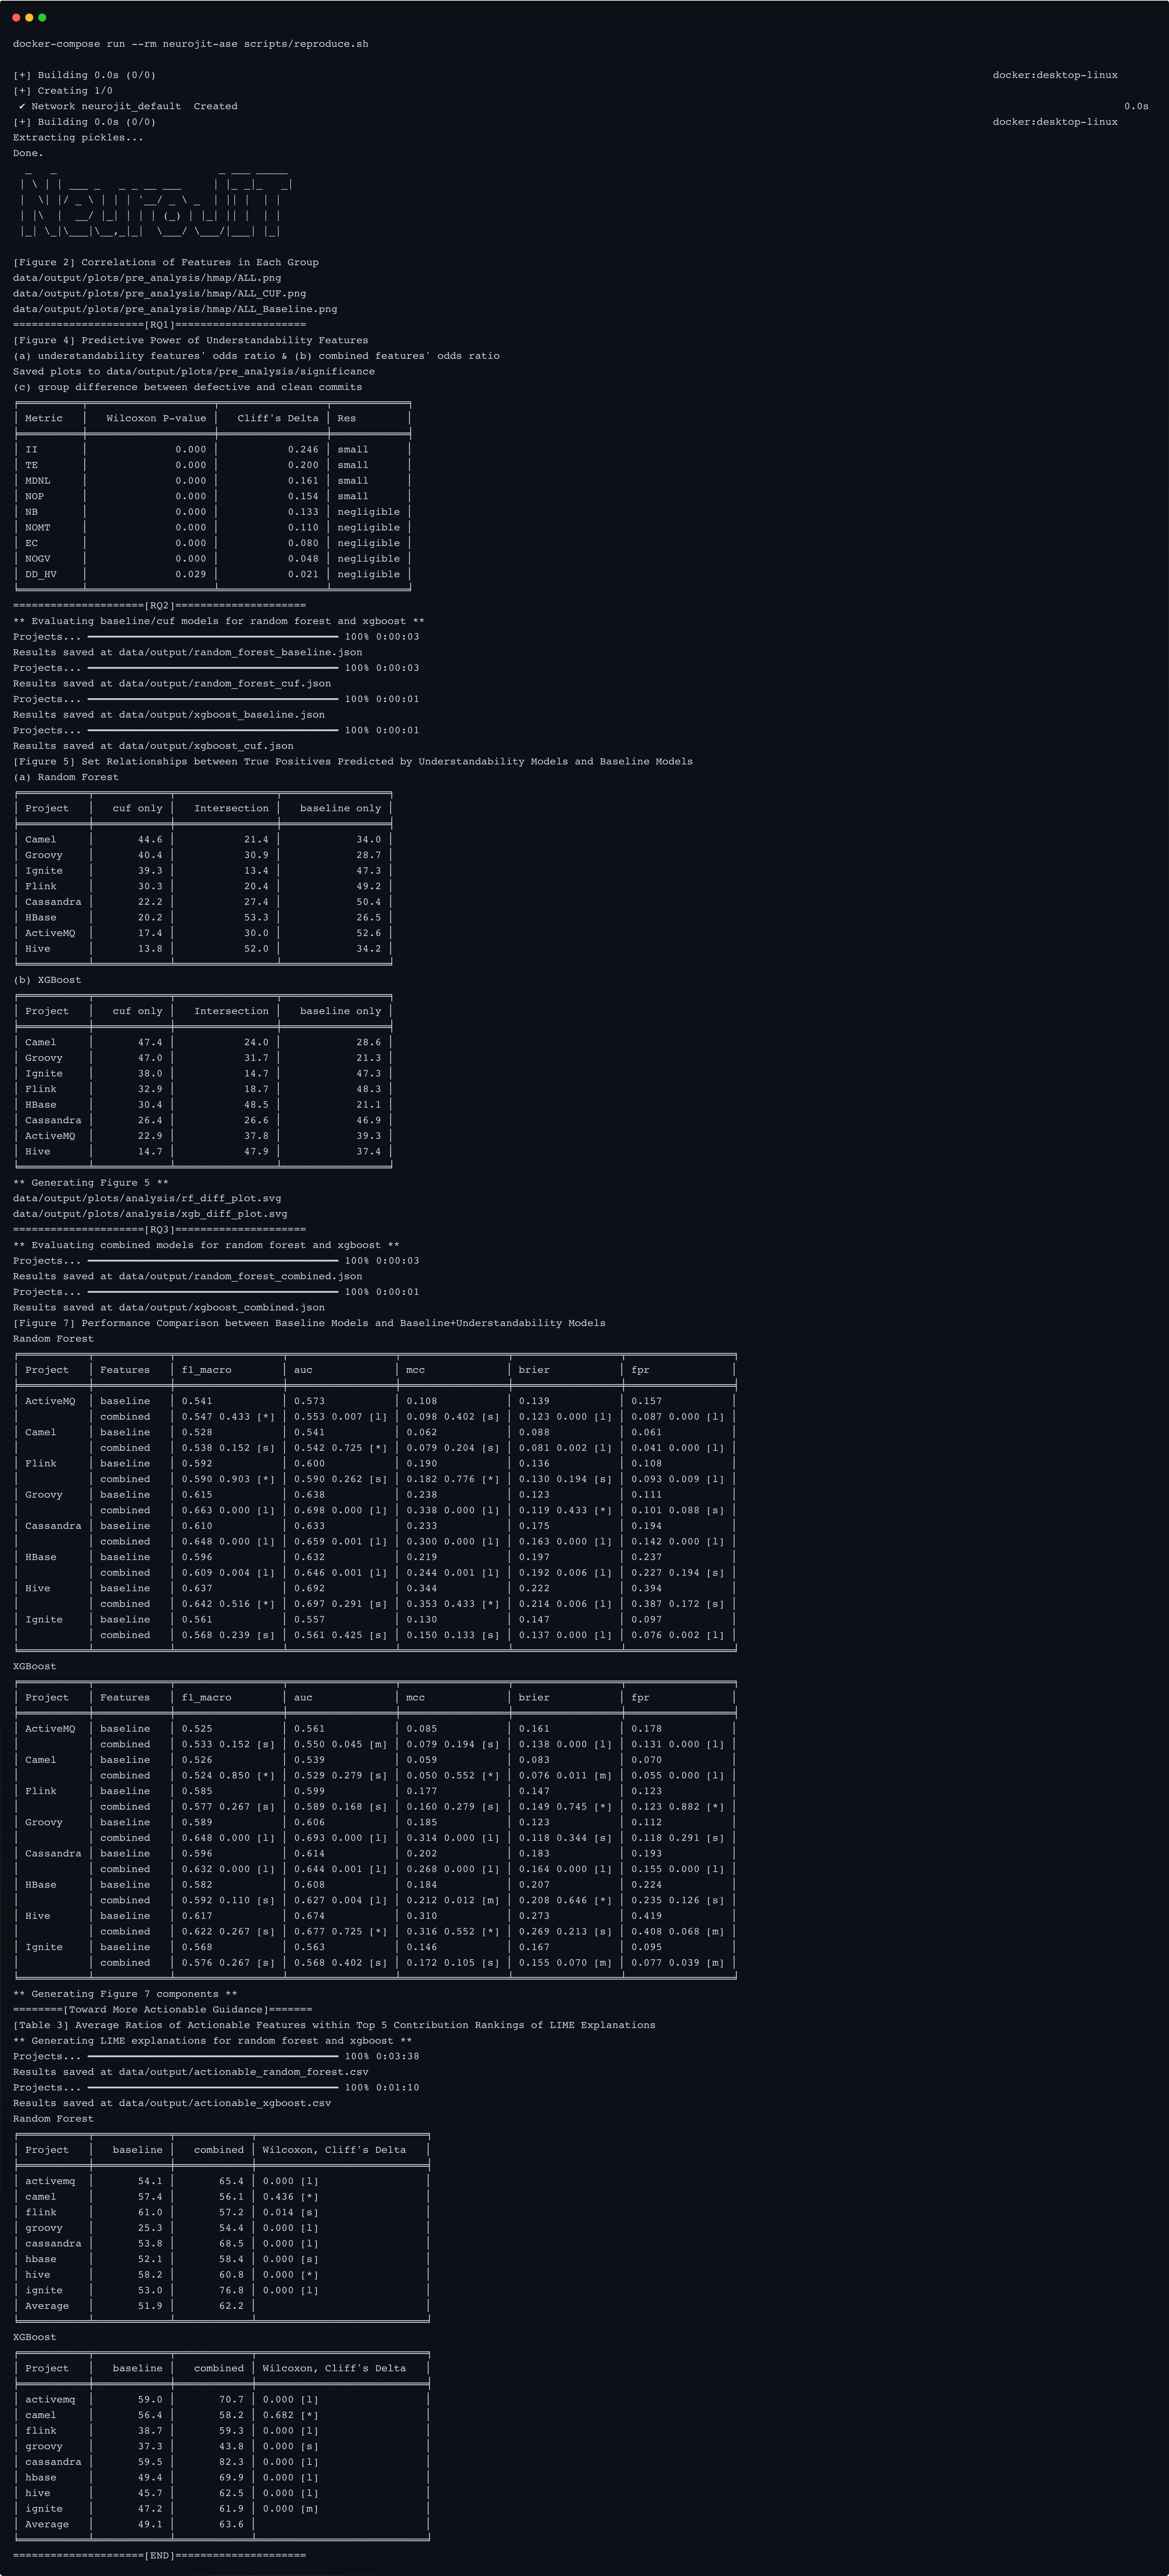 docker-compose run --rm neurojit-ase scripts/reproduce.sh
[+] Building 0.0s (0/0) docker:desktop-linux
[+] Creating 1/0
✔ Network neurojit_default  Created 0.0s
[+] Building 0.0s (0/0) docker:desktop-linux
Extracting pickles...
Done.
NeuroJIT
[Figure 2] Correlations of Features in Each Group
data/output/plots/pre_analysis/hmap/ALL.png
data/output/plots/pre_analysis/hmap/ALL_CUF.png
data/output/plots/pre_analysis/hmap/ALL_Baseline.png
=====================[RQ1]=====================
[Figure 4] Predictive Power of Understandability Features
(a) understandability features' odds ratio & (b) combined features' odds ratio
Saved plots to data/output/plots/pre_analysis/significance
(c) group difference between defective and clean commits
│ Metric │ Wilcoxon P-value │ Cliff's Delta │ Res │
│ II │ 0.000 │ 0.246 │ small │
│ TE │ 0.000 │ 0.200 │ small │
│ MDNL │ 0.000 │ 0.161 │ small │
│ NOP │ 0.000 │ 0.154 │ small │
│ NB │ 0.000 │ 0.133 │ negligible │
│ NOMT │ 0.000 │ 0.110 │ negligible │
│ EC │ 0.000 │ 0.080 │ negligible │
│ NOGV │ 0.000 │ 0.048 │ negligible │
│ DD_HV │ 0.029 │ 0.021 │ negligible │
=====================[RQ2]=====================
** Evaluating baseline/cuf models for random forest and xgboost **
Projects... 100% 0:00:03
Results saved at data/output/random_forest_baseline.json
Projects... 100% 0:00:03
Results saved at data/output/random_forest_cuf.json
Projects... 100% 0:00:01
Results saved at data/output/xgboost_baseline.json
Projects... 100% 0:00:01
Results saved at data/output/xgboost_cuf.json
[Figure 5] Set Relationships between True Positives Predicted by Understandability Models and Baseline Models
(a) Random Forest
│ Project │ cuf only │ Intersection │ baseline only │
│ Camel │ 44.6 │ 21.4 │ 34.0 │
│ Groovy │ 40.4 │ 30.9 │ 28.7 │
│ Ignite │ 39.3 │ 13.4 │ 47.3 │
│ Flink │ 30.3 │ 20.4 │ 49.2 │
│ Cassandra │ 22.2 │ 27.4 │ 50.4 │
│ HBase │ 20.2 │ 53.3 │ 26.5 │
│ ActiveMQ │ 17.4 │ 30.0 │ 52.6 │
│ Hive │ 13.8 │ 52.0 │ 34.2 │
(b) XGBoost
│ Project │ cuf only │ Intersection │ baseline only │
│ Camel │ 47.4 │ 24.0 │ 28.6 │
│ Groovy │ 47.0 │ 31.7 │ 21.3 │
│ Ignite │ 38.0 │ 14.7 │ 47.3 │
│ Flink │ 32.9 │ 18.7 │ 48.3 │
│ HBase │ 30.4 │ 48.5 │ 21.1 │
│ Cassandra │ 26.4 │ 26.6 │ 46.9 │
│ ActiveMQ │ 22.9 │ 37.8 │ 39.3 │
│ Hive │ 14.7 │ 47.9 │ 37.4 │
** Generating Figure 5 **
data/output/plots/analysis/rf_diff_plot.svg
data/output/plots/analysis/xgb_diff_plot.svg
=====================[RQ3]=====================
** Evaluating combined models for random forest and xgboost **
Projects... 100% 0:00:03
Results saved at data/output/random_forest_combined.json
Projects... 100% 0:00:01
Results saved at data/output/xgboost_combined.json
[Figure 7] Performance Comparison between Baseline Models and Baseline+Understandability Models
Random Forest
│ Project │ Features │ f1_macro │ auc │ mcc │ brier │ fpr │
│ ActiveMQ │ baseline │ 0.541 │ 0.573 │ 0.108 │ 0.139 │ 0.157 │
│ │ combined │ 0.547 0.433 [*] │ 0.553 0.007 [l] │ 0.098 0.402 [s] │ 0.123 0.000 [l] │ 0.087 0.000 [l] │
│ Camel │ baseline │ 0.528 │ 0.541 │ 0.062 │ 0.088 │ 0.061 │
│ │ combined │ 0.538 0.152 [s] │ 0.542 0.725 [*] │ 0.079 0.204 [s] │ 0.081 0.002 [l] │ 0.041 0.000 [l] │
│ Flink │ baseline │ 0.592 │ 0.600 │ 0.190 │ 0.136 │ 0.108 │
│ │ combined │ 0.590 0.903 [*] │ 0.590 0.262 [s] │ 0.182 0.776 [*] │ 0.130 0.194 [s] │ 0.093 0.009 [l] │
│ Groovy │ baseline │ 0.615 │ 0.638 │ 0.238 │ 0.123 │ 0.111 │
│ │ combined │ 0.663 0.000 [l] │ 0.698 0.000 [l] │ 0.338 0.000 [l] │ 0.119 0.433 [*] │ 0.101 0.088 [s] │
│ Cassandra │ baseline │ 0.610 │ 0.633 │ 0.233 │ 0.175 │ 0.194 │
│ │ combined │ 0.648 0.000 [l] │ 0.659 0.001 [l] │ 0.300 0.000 [l] │ 0.163 0.000 [l] │ 0.142 0.000 [l] │
│ HBase │ baseline │ 0.596 │ 0.632 │ 0.219 │ 0.197 │ 0.237 │
│ │ combined │ 0.609 0.004 [l] │ 0.646 0.001 [l] │ 0.244 0.001 [l] │ 0.192 0.006 [l] │ 0.227 0.194 [s] │
│ Hive │ baseline │ 0.637 │ 0.692 │ 0.344 │ 0.222 │ 0.394 │
│ │ combined │ 0.642 0.516 [*] │ 0.697 0.291 [s] │ 0.353 0.433 [*] │ 0.214 0.006 [l] │ 0.387 0.172 [s] │
│ Ignite │ baseline │ 0.561 │ 0.557 │ 0.130 │ 0.147 │ 0.097 │
│ │ combined │ 0.568 0.239 [s] │ 0.561 0.425 [s] │ 0.150 0.133 [s] │ 0.137 0.000 [l] │ 0.076 0.002 [l] │
XGBoost
│ Project │ Features │ f1_macro │ auc │ mcc │ brier │ fpr │
│ ActiveMQ │ baseline │ 0.525 │ 0.561 │ 0.085 │ 0.161 │ 0.178 │
│ │ combined │ 0.533 0.152 [s] │ 0.550 0.045 [m] │ 0.079 0.194 [s] │ 0.138 0.000 [l] │ 0.131 0.000 [l] │
│ Camel │ baseline │ 0.526 │ 0.539 │ 0.059 │ 0.083 │ 0.070 │
│ │ combined │ 0.524 0.850 [*] │ 0.529 0.279 [s] │ 0.050 0.552 [*] │ 0.076 0.011 [m] │ 0.055 0.000 [l] │
│ Flink │ baseline │ 0.585 │ 0.599 │ 0.177 │ 0.147 │ 0.123 │
│ │ combined │ 0.577 0.267 [s] │ 0.589 0.168 [s] │ 0.160 0.279 [s] │ 0.149 0.745 [*] │ 0.123 0.882 [*] │
│ Groovy │ baseline │ 0.589 │ 0.606 │ 0.185 │ 0.123 │ 0.112 │
│ │ combined │ 0.648 0.000 [l] │ 0.693 0.000 [l] │ 0.314 0.000 [l] │ 0.118 0.344 [s] │ 0.118 0.291 [s] │
│ Cassandra │ baseline │ 0.596 │ 0.614 │ 0.202 │ 0.183 │ 0.193 │
│ │ combined │ 0.632 0.000 [l] │ 0.644 0.001 [l] │ 0.268 0.000 [l] │ 0.164 0.000 [l] │ 0.155 0.000 [l] │
│ HBase │ baseline │ 0.582 │ 0.608 │ 0.184 │ 0.207 │ 0.224 │
│ │ combined │ 0.592 0.110 [s] │ 0.627 0.004 [l] │ 0.212 0.012 [m] │ 0.208 0.646 [*] │ 0.235 0.126 [s] │
│ Hive │ baseline │ 0.617 │ 0.674 │ 0.310 │ 0.273 │ 0.419 │
│ │ combined │ 0.622 0.267 [s] │ 0.677 0.725 [*] │ 0.316 0.552 [*] │ 0.269 0.213 [s] │ 0.408 0.068 [m] │
│ Ignite │ baseline │ 0.568 │ 0.563 │ 0.146 │ 0.167 │ 0.095 │
│ │ combined │ 0.576 0.267 [s] │ 0.568 0.402 [s] │ 0.172 0.105 [s] │ 0.155 0.070 [m] │ 0.077 0.039 [m] │
** Generating Figure 7 components **
========[Toward More Actionable Guidance]=======
[Table 3] Average Ratios of Actionable Features within Top 5 Contribution Rankings of LIME Explanations
** Generating LIME explanations for random forest and xgboost **
Projects... 100% 0:03:38
Results saved at data/output/actionable_random_forest.csv
Projects... 100% 0:01:10
Results saved at data/output/actionable_xgboost.csv
Random Forest
│ Project │ baseline │ combined │ Wilcoxon, Cliff's Delta │
│ activemq │ 54.1 │ 65.4 │ 0.000 [l] │
│ camel │ 57.4 │ 56.1 │ 0.436 [*] │
│ flink │ 61.0 │ 57.2 │ 0.014 [s] │
│ groovy │ 25.3 │ 54.4 │ 0.000 [l] │
│ cassandra │ 53.8 │ 68.5 │ 0.000 [l] │
│ hbase │ 52.1 │ 58.4 │ 0.000 [s] │
│ hive │ 58.2 │ 60.8 │ 0.000 [*] │
│ ignite │ 53.0 │ 76.8 │ 0.000 [l] │
│ Average │ 51.9 │ 62.2 │ │
XGBoost
│ Project │ baseline │ combined │ Wilcoxon, Cliff's Delta │
│ activemq │ 59.0 │ 70.7 │ 0.000 [l] │
│ camel │ 56.4 │ 58.2 │ 0.682 [*] │
│ flink │ 38.7 │ 59.3 │ 0.000 [l] │
│ groovy │ 37.3 │ 43.8 │ 0.000 [s] │
│ cassandra │ 59.5 │ 82.3 │ 0.000 [l] │
│ hbase │ 49.4 │ 69.9 │ 0.000 [l] │
│ hive │ 45.7 │ 62.5 │ 0.000 [l] │
│ ignite │ 47.2 │ 61.9 │ 0.000 [m] │
│ Average │ 49.1 │ 63.6 │ │
=====================[END]=====================